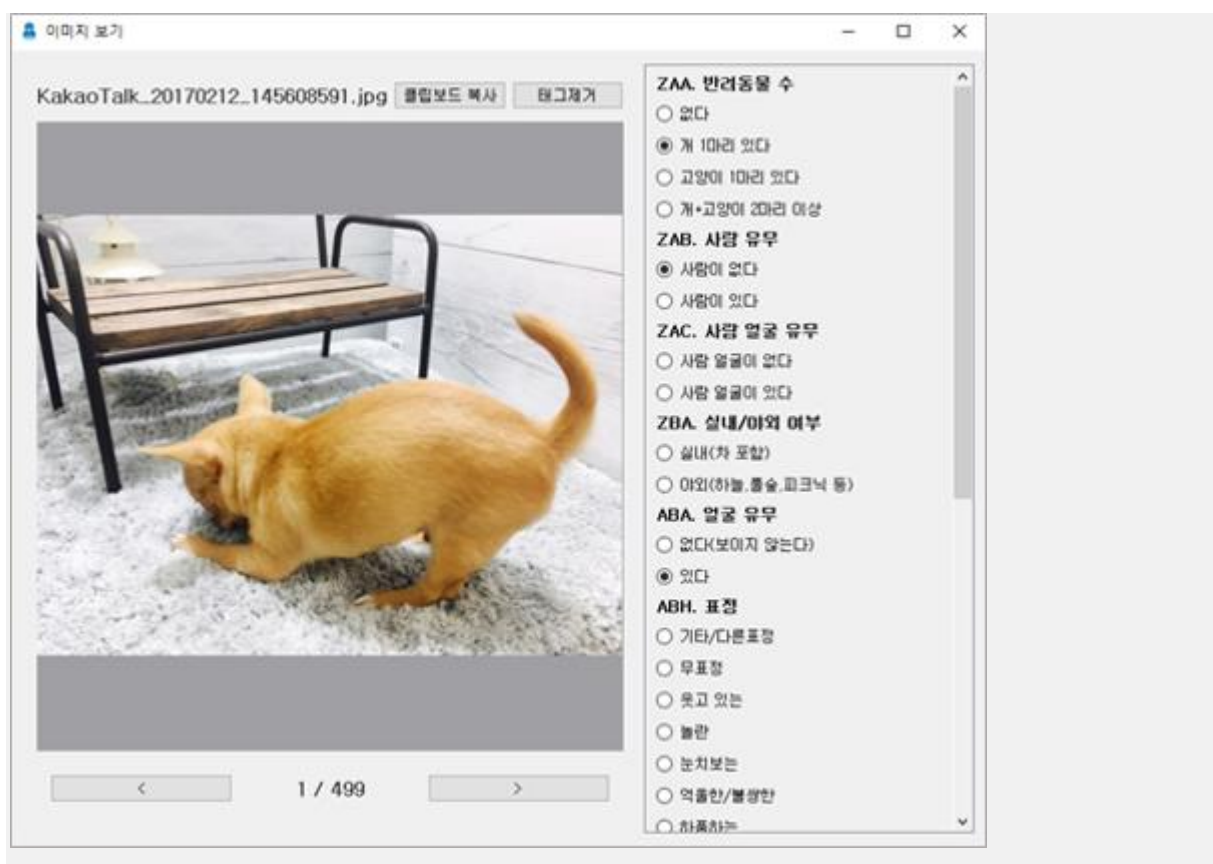 이미지 보기
KakaoTalk_20170212_145608591.jpg 클립보드 복사 태그제거
< 1 / 499 >
ZAA. 반려동물 수
없다
개 1마리 있다
고양이 1마리 있다
개+고양이 2마리 이상
ZAB. 사람 유무
사람이 없다
사람이 있다
ZAC. 사람 얼굴 유무
사람 얼굴이 없다
사람 얼굴이 있다
ZBA. 실내/야외 여부
실내(차 포함)
야외(하늘,풀숲,피크닉 등)
ABA. 얼굴 유무
없다(보이지 않는다)
있다
ABH. 표정
기타/다른표정
무표정
웃고 있는
놀란
눈치보는
억울한/불쌍한
하품하는